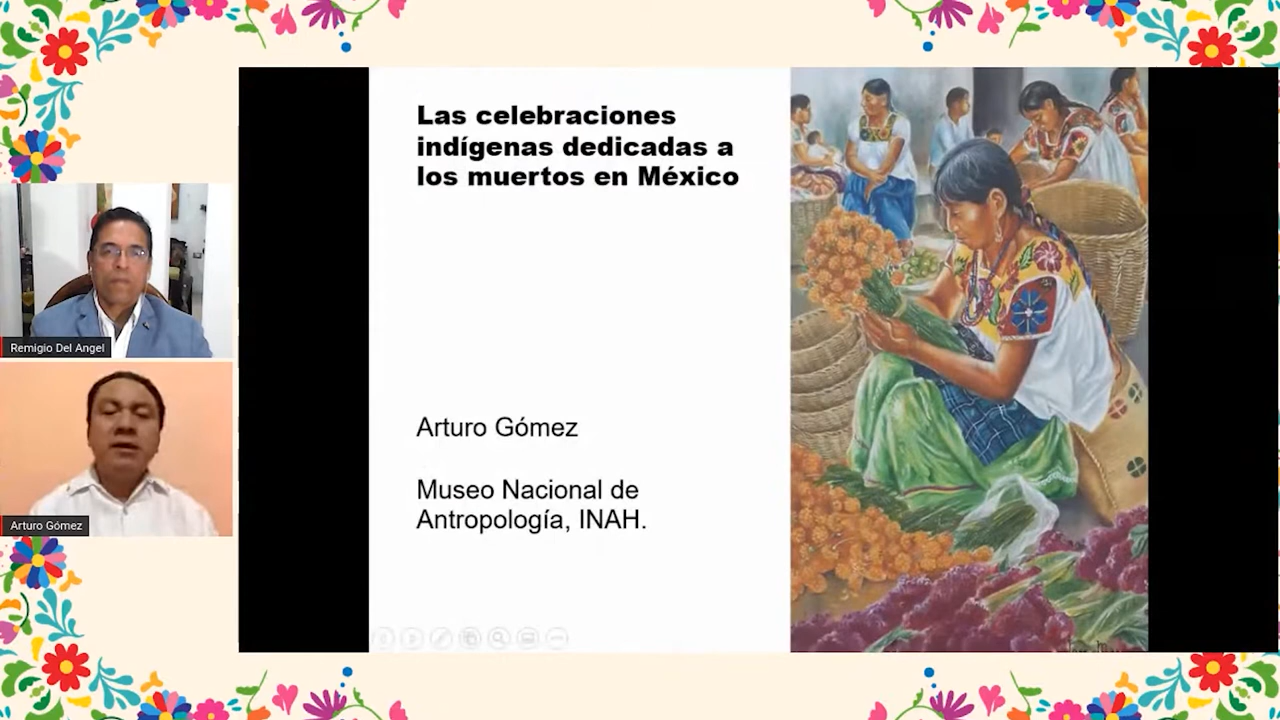 Las celebraciones
indígenas dedicadas a
los muertos en México
Remigio Del Angel
Arturo Gómez
Arturo Gómez
Museo Nacional de
Antropología, INAH.